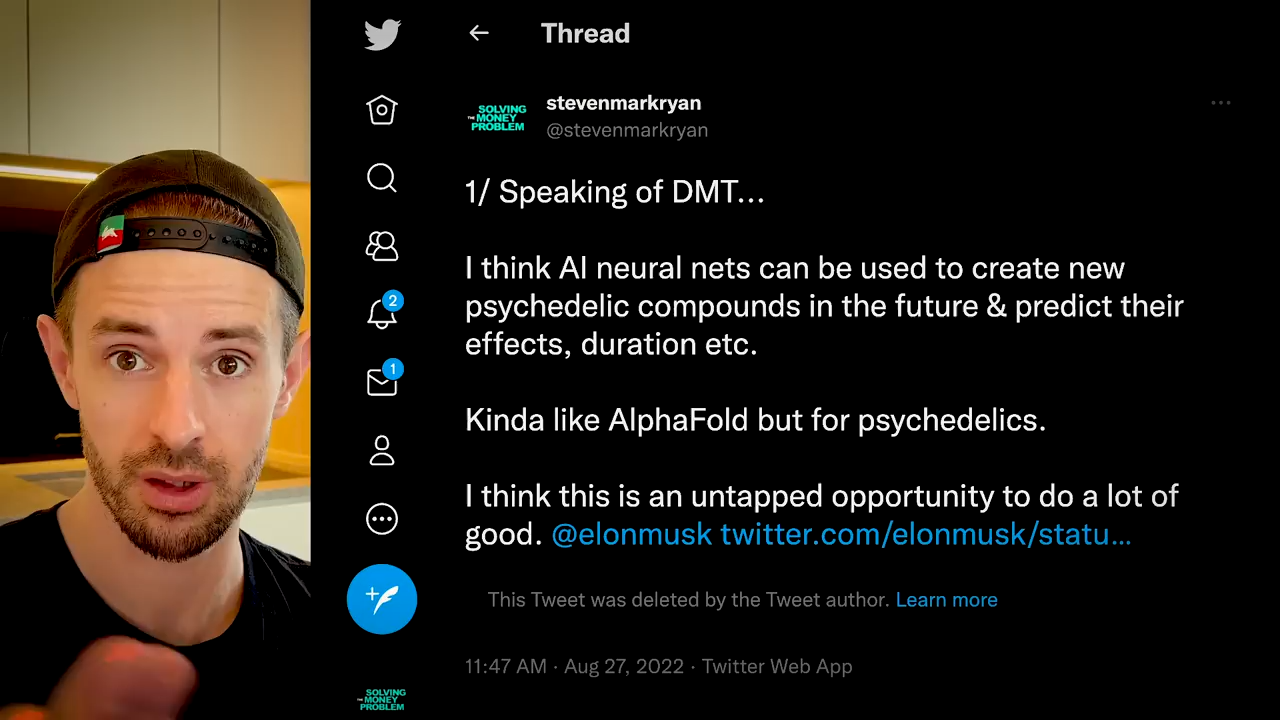 Thread
SOLVING
THE MONEY
PROBLEM
stevenmarkryan
@stevenmarkryan
1/ Speaking of DMT...
I think AI neural nets can be used to create new
psychedelic compounds in the future & predict their
effects, duration etc.
Kinda like AlphaFold but for psychedelics.
I think this is an untapped opportunity to do a lot of
good. @elonmusk twitter.com/elonmusk/statu...
This Tweet was deleted by the Tweet author. Learn more
11:47 AM · Aug 27, 2022 · Twitter Web App
2
1
SOLVING
THE MONEY
PROBLEM